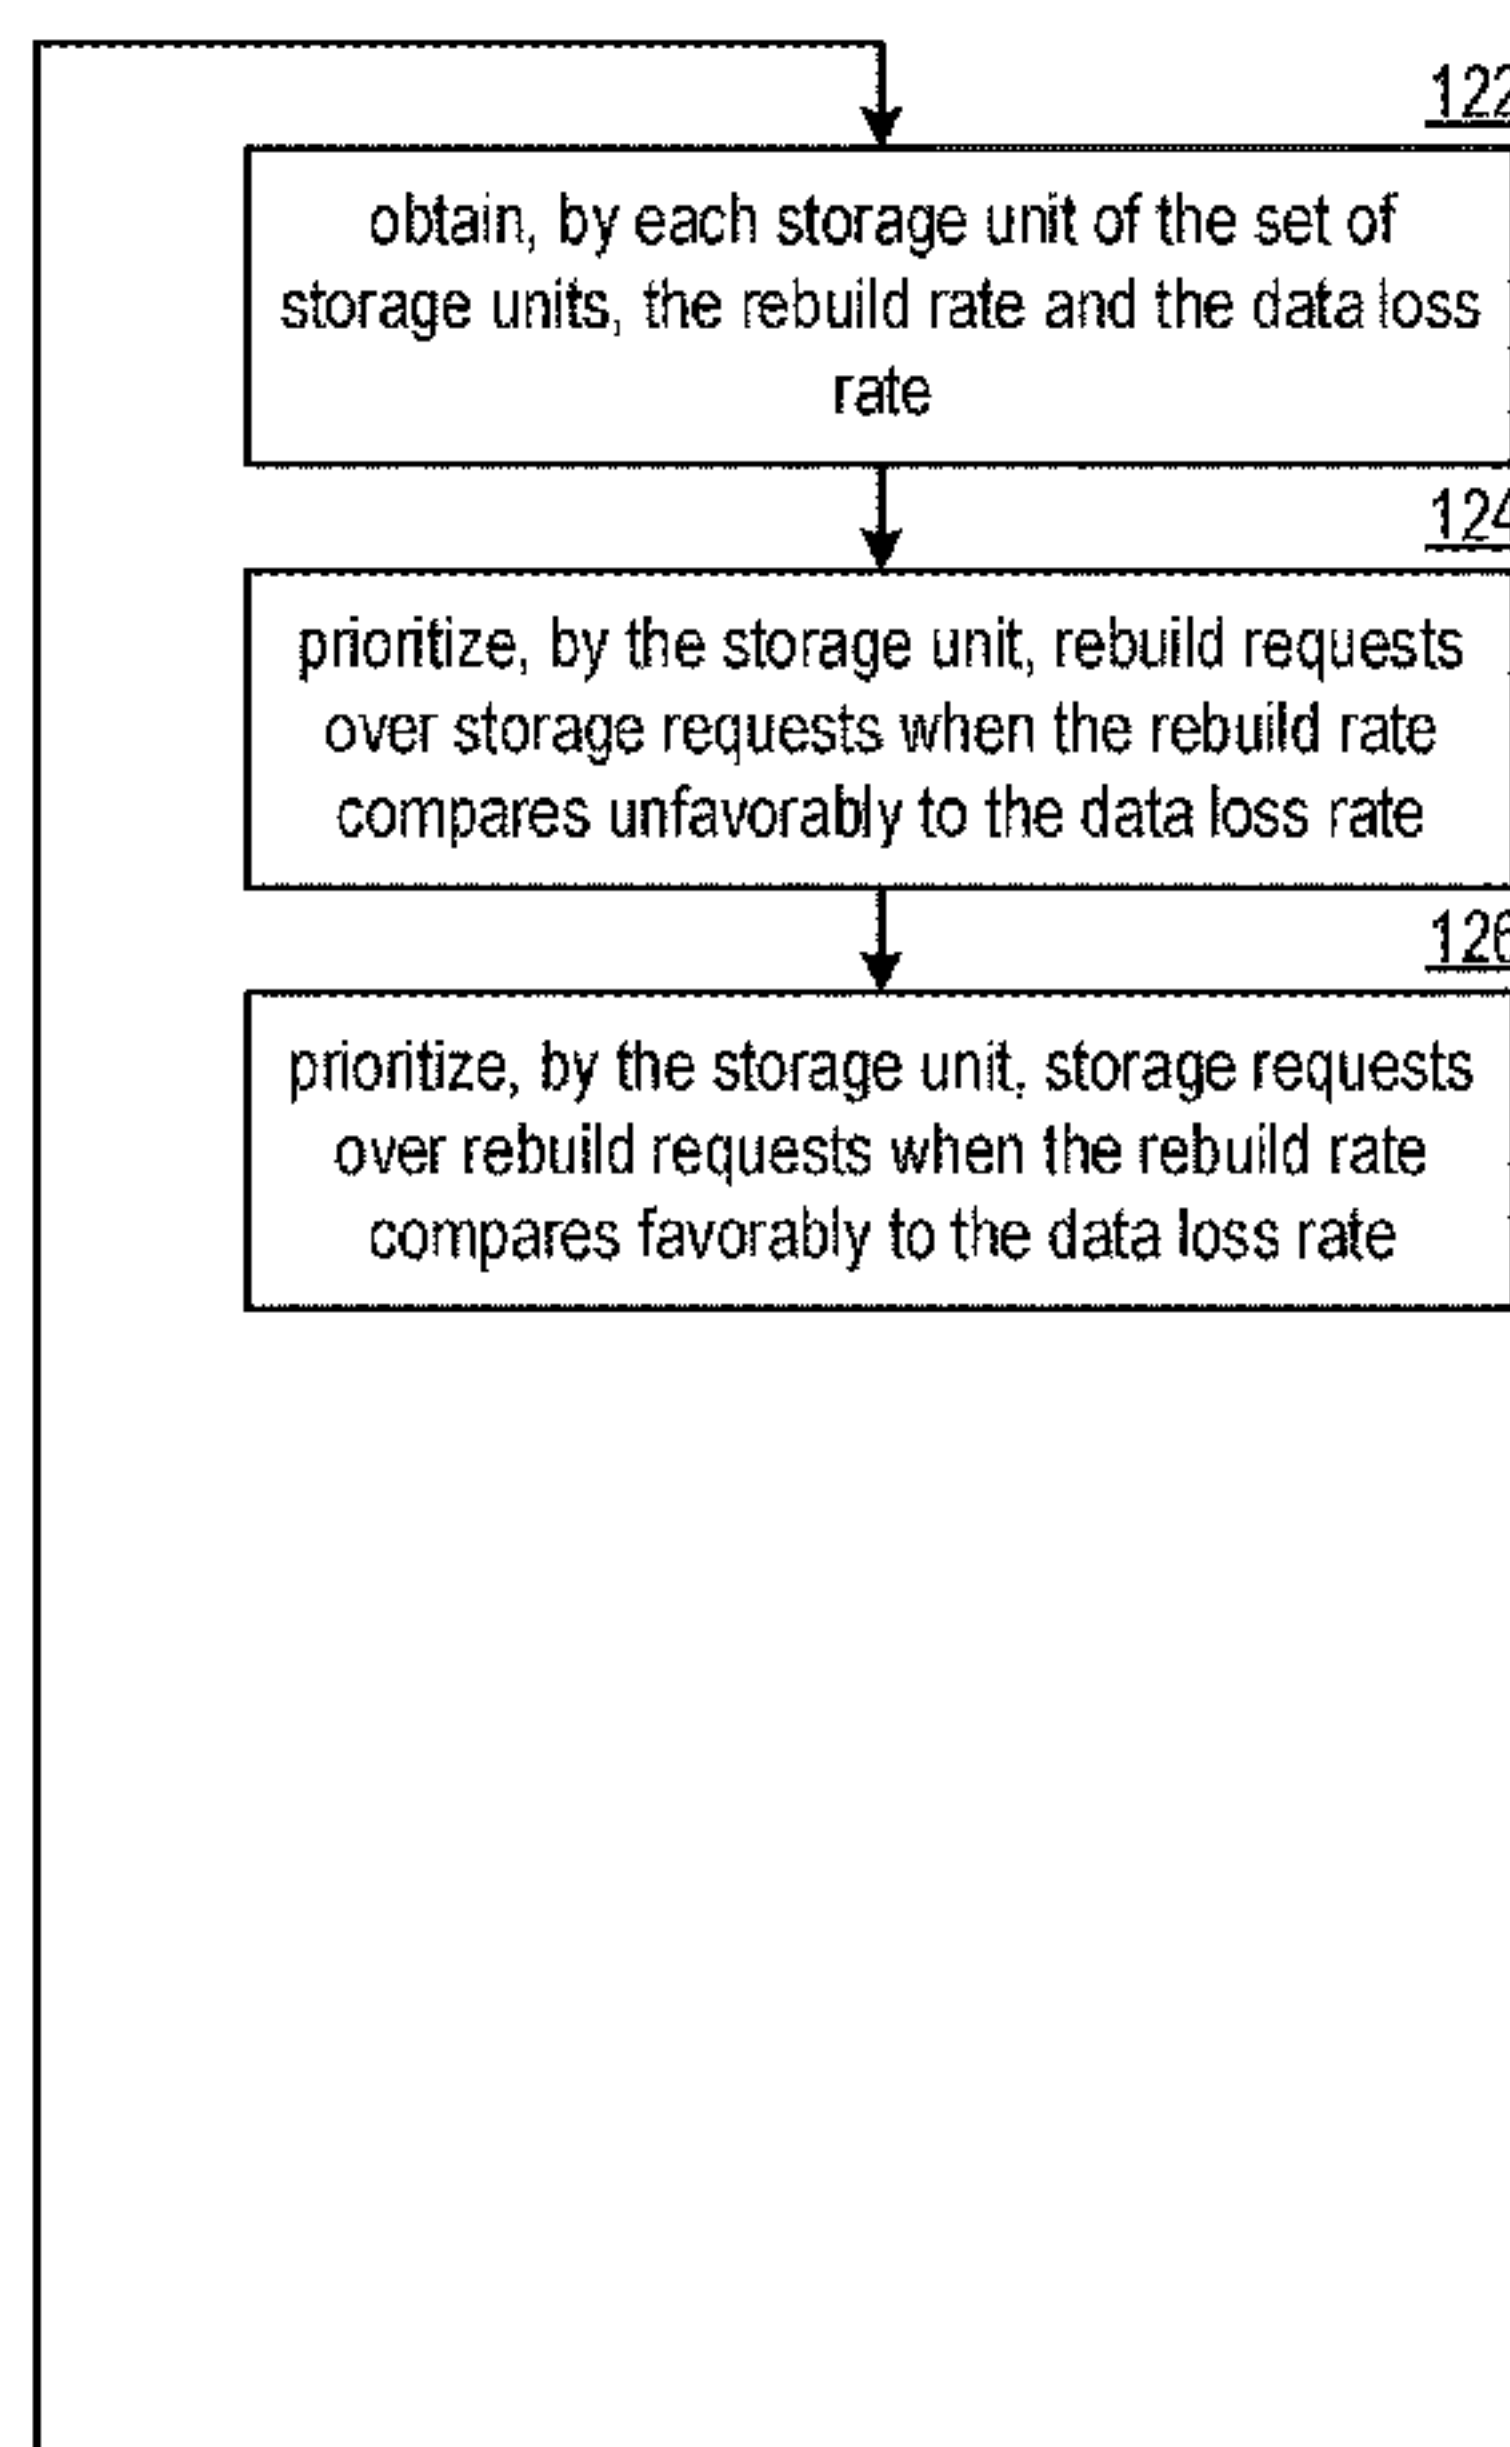 122
obtain, by each storage unit of the set of
storage units, the rebuild rate and the data loss
rate
124
prioritize, by the storage unit, rebuild requests
over storage requests when the rebuild rate
compares unfavorably to the data loss rate
126
prioritize, by the storage unit, storage requests
over rebuild requests when the rebuild rate
compares favorably to the data loss rate